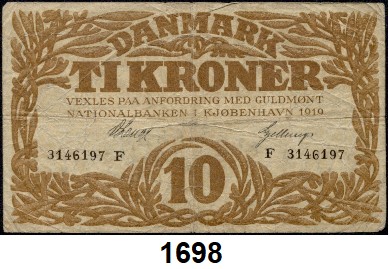 DANMARK
TI KRONER
VEXLES PAA ANFORDRING MED GULDMØNT
NATIONALBANKEN I KJØBENHAVN 1919
3146197 F F 3146197
10
1698